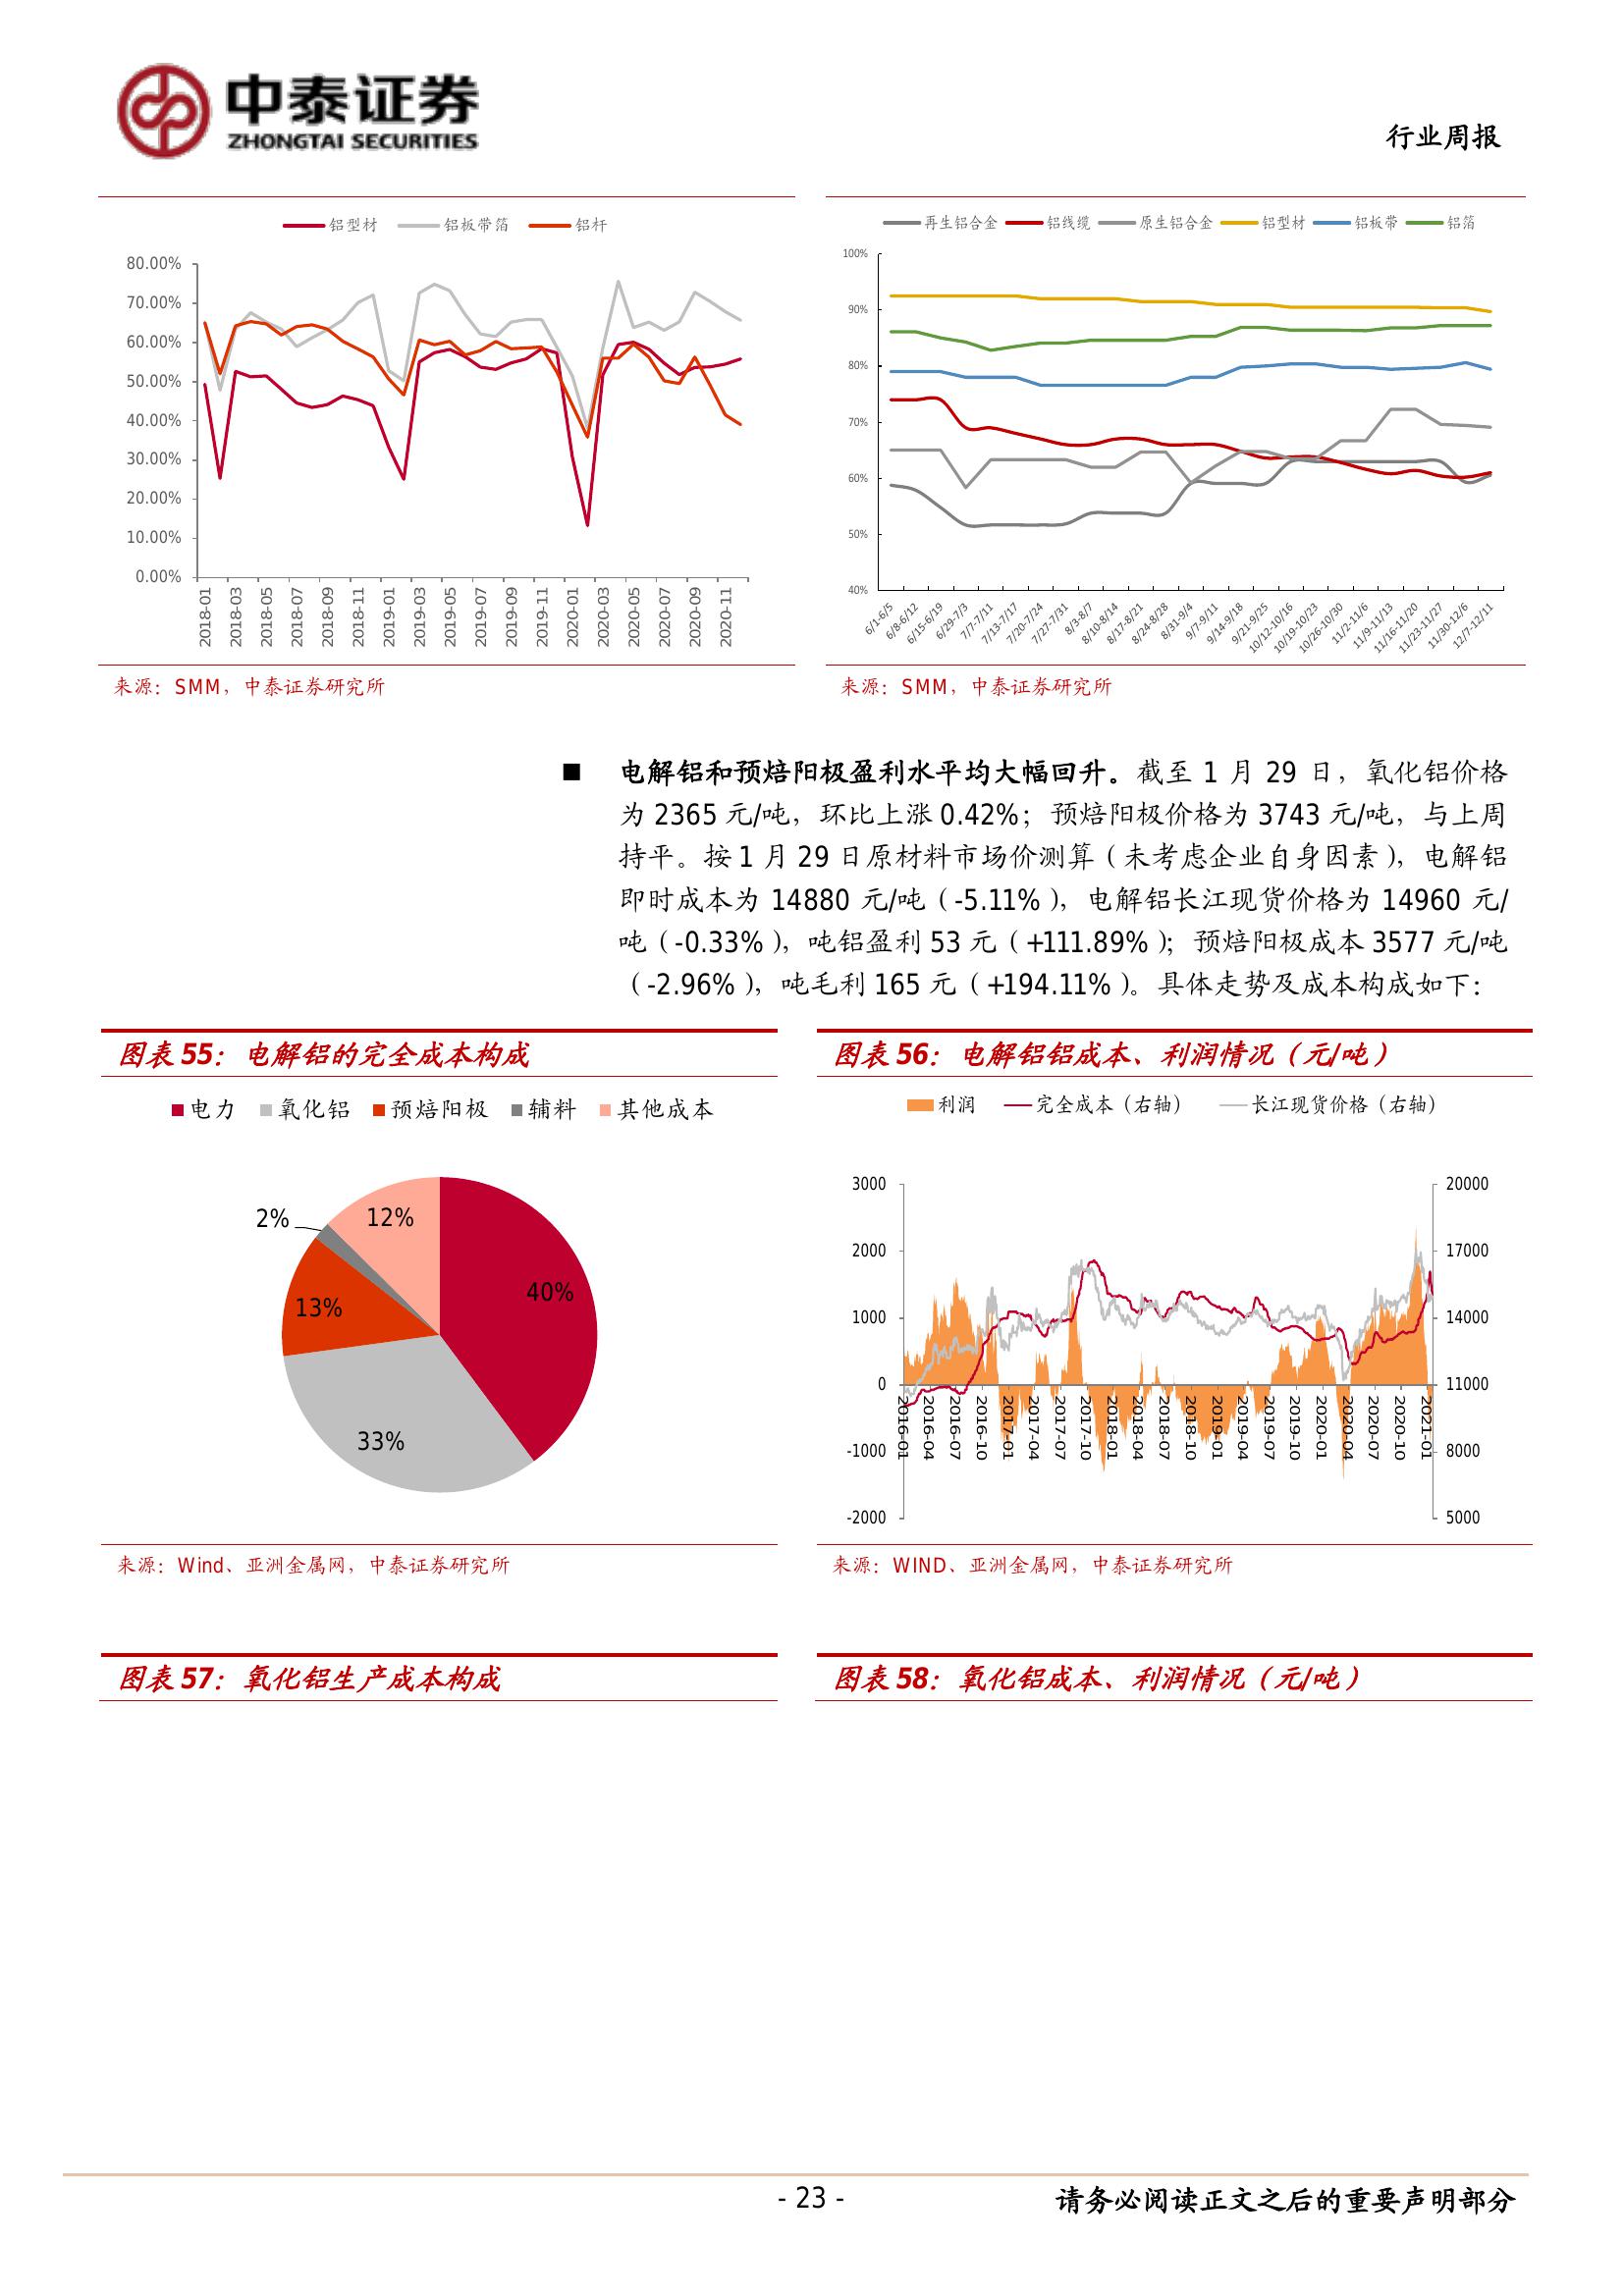 中泰证券
ZHONGTAI SECURITIES
行业周报
铝型材 铝板带箔 铝杆
80.00%
70.00%
60.00%
50.00%
40.00%
30.00%
20.00%
10.00%
0.00%
2018-01 2018-03 2018-05 2018-07 2018-09 2018-11 2019-01 2019-03 2019-05 2019-07 2019-09 2019-11 2020-01 2020-03 2020-05 2020-07 2020-09 2020-11
来源：SMM，中泰证券研究所
再生铝合金 铝线缆 原生铝合金 铝型材 铝板带 铝箔
100%
90%
80%
70%
60%
50%
40%
6/1-6/5 6/8-6/12 6/15-6/19 6/29-7/3 7/7-7/11 7/13-7/17 7/20-7/24 7/27-7/31 8/3-8/7 8/10-8/14 8/17-8/21 8/24-8/28 8/31-9/4 9/7-9/11 9/14-9/18 9/21-9/25 10/12-10/16 10/19-10/23 10/26-10/30 11/2-11/6 11/9-11/13 11/16-11/20 11/23-11/27 11/30-12/6 12/7-12/11
来源：SMM，中泰证券研究所
■ 电解铝和预焙阳极盈利水平均大幅回升。截至 1 月 29 日，氧化铝价格
为 2365 元/吨，环比上涨 0.42%；预焙阳极价格为 3743 元/吨，与上周
持平。按 1 月 29 日原材料市场价测算（未考虑企业自身因素），电解铝
即时成本为 14880 元/吨（-5.11%），电解铝长江现货价格为 14960 元/
吨（-0.33%），吨铝盈利 53 元（+111.89%）；预焙阳极成本 3577 元/吨
（-2.96%），吨毛利 165 元（+194.11%）。具体走势及成本构成如下：
图表 55：电解铝的完全成本构成
电力 氧化铝 预焙阳极 辅料 其他成本
2%
12%
40%
13%
33%
来源：Wind、亚洲金属网，中泰证券研究所
图表 56：电解铝铝成本、利润情况（元/吨）
利润 完全成本（右轴） 长江现货价格（右轴）
3000 20000
2000 17000
1000 14000
0 11000
-1000 8000
-2000 5000
2016-01 2016-04 2016-07 2016-10 2017-01 2017-04 2017-07 2017-10 2018-01 2018-04 2018-07 2018-10 2019-01 2019-04 2019-07 2019-10 2020-01 2020-04 2020-07 2020-10 2021-01
来源：WIND、亚洲金属网，中泰证券研究所
图表 57：氧化铝生产成本构成
图表 58：氧化铝成本、利润情况（元/吨）
- 23 -
请务必阅读正文之后的重要声明部分